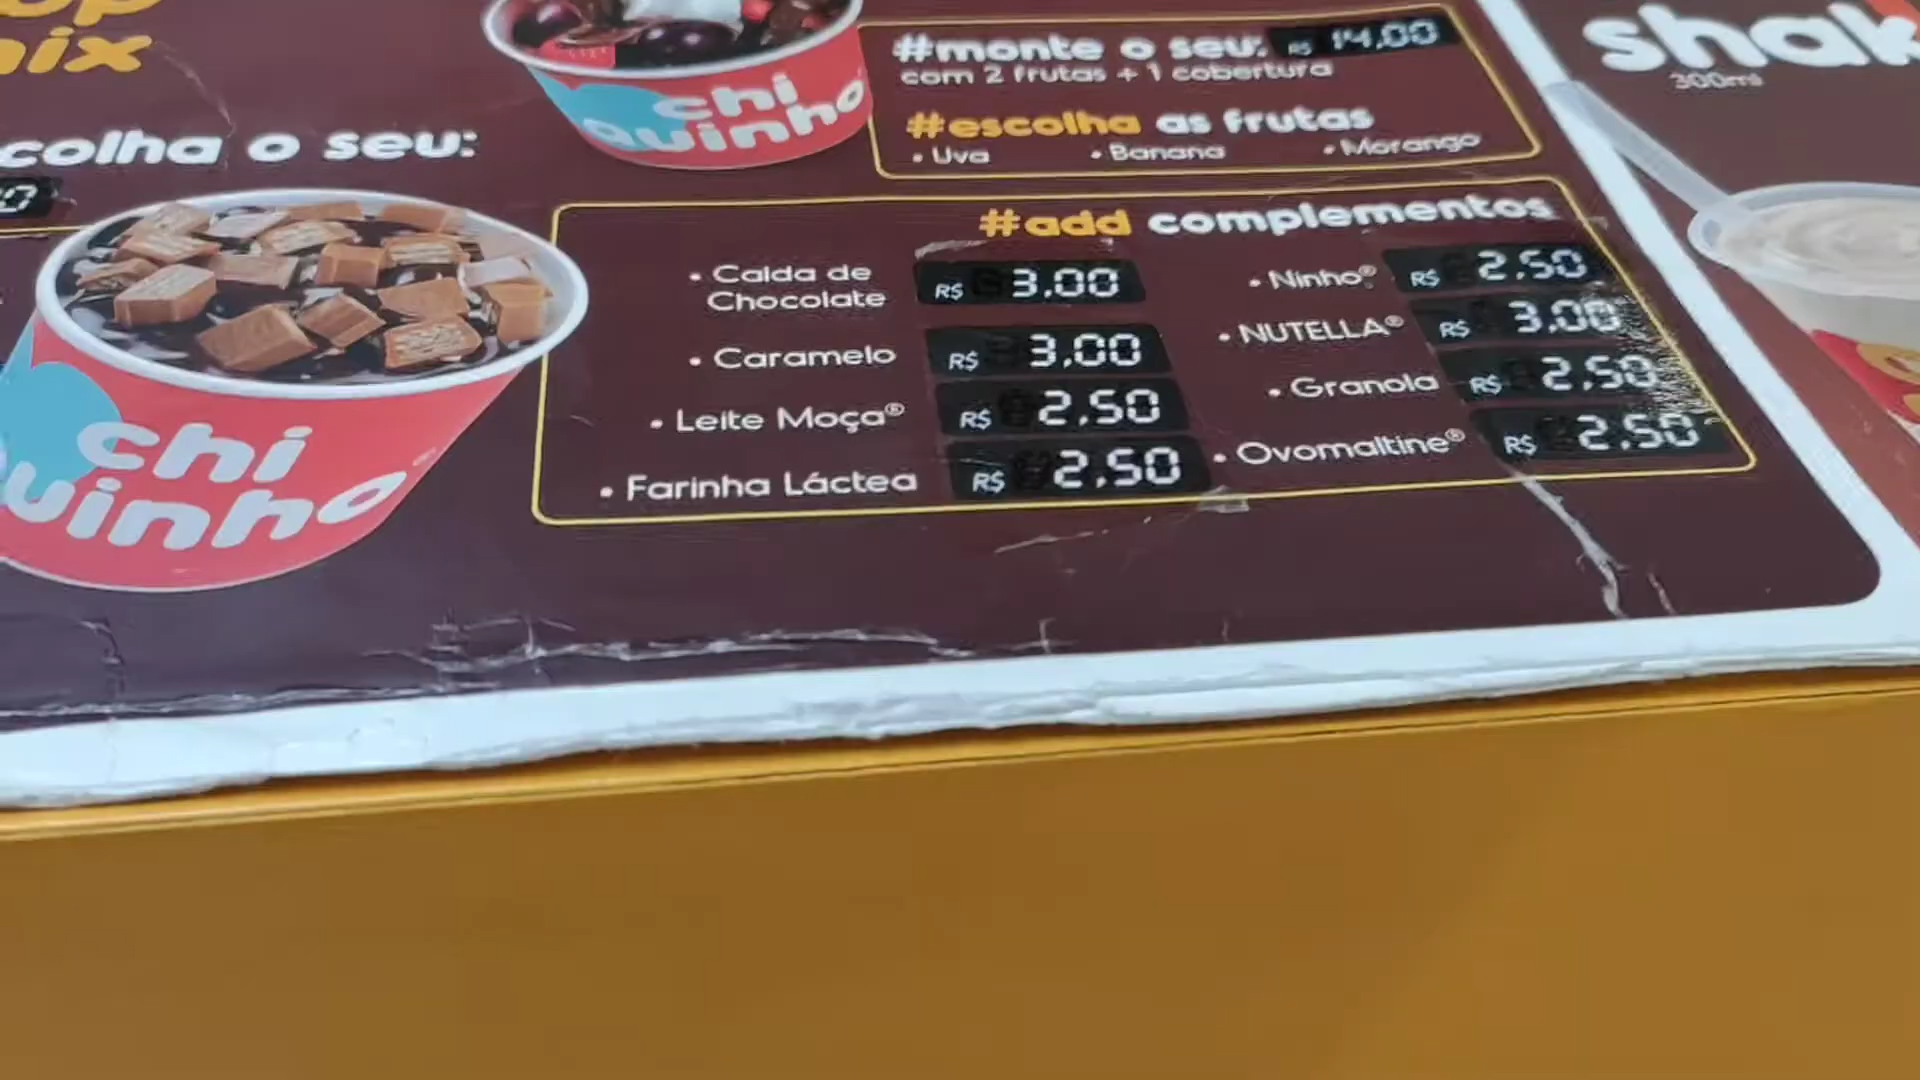 #monte o seu: R$ 14,00
com 2 frutas + 1 cobertura
#escolha as frutas
• Uva • Banana • Morango
chi
quinho
colha o seu:
chi
uinho
#add complementos
• Calda de
Chocolate R$ 3,00
• Caramelo R$ 3,00
• Leite Moça® R$ 2,50
• Farinha Láctea R$ 2,50
• Ninho® R$ 2,50
• NUTELLA® R$ 3,00
• Granola R$ 2,50
• Ovomaltine® R$ 2,50
shak
300ml